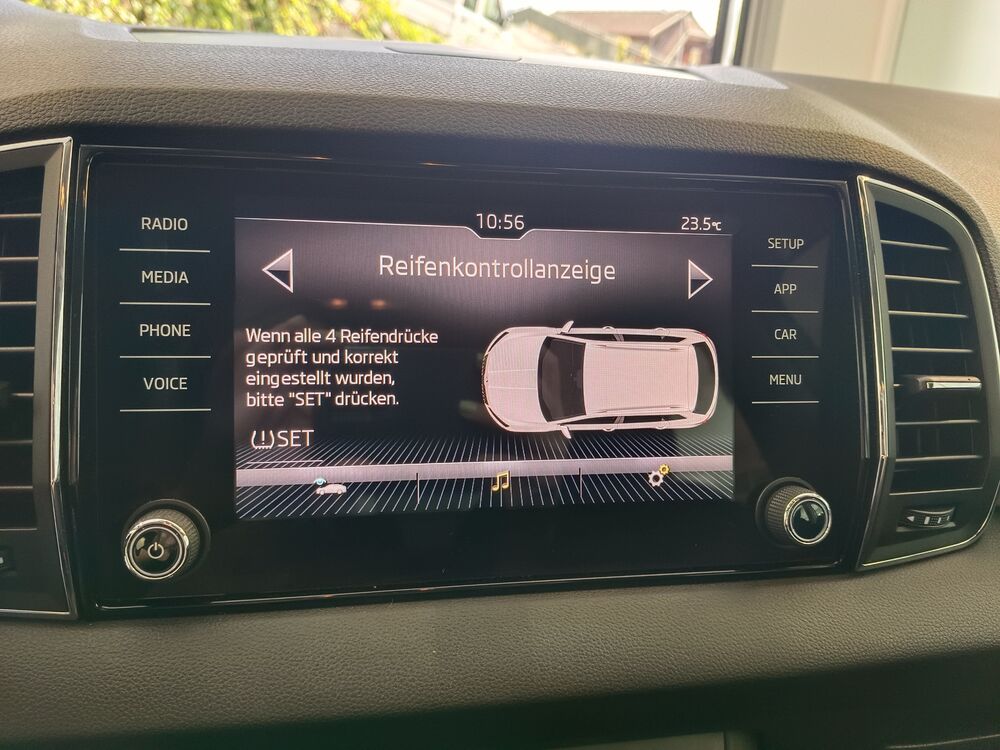 RADIO
MEDIA
PHONE
VOICE
10:56
23.5°C
Reifenkontrollanzeige
Wenn alle 4 Reifendrücke
geprüft und korrekt
eingestellt wurden,
bitte "SET" drücken.
(!)SET
SETUP
APP
CAR
MENU